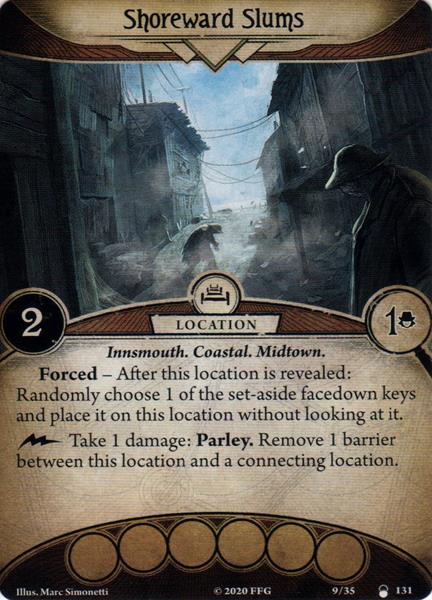 Shoreward Slums
2
LOCATION
1
Innsmouth. Coastal. Midtown.
Forced – After this location is revealed:
Randomly choose 1 of the set-aside facedown keys
and place it on this location without looking at it.
Take 1 damage: Parley. Remove 1 barrier
between this location and a connecting location.
Illus. Marc Simonetti
© 2020 FFG
9/35
131